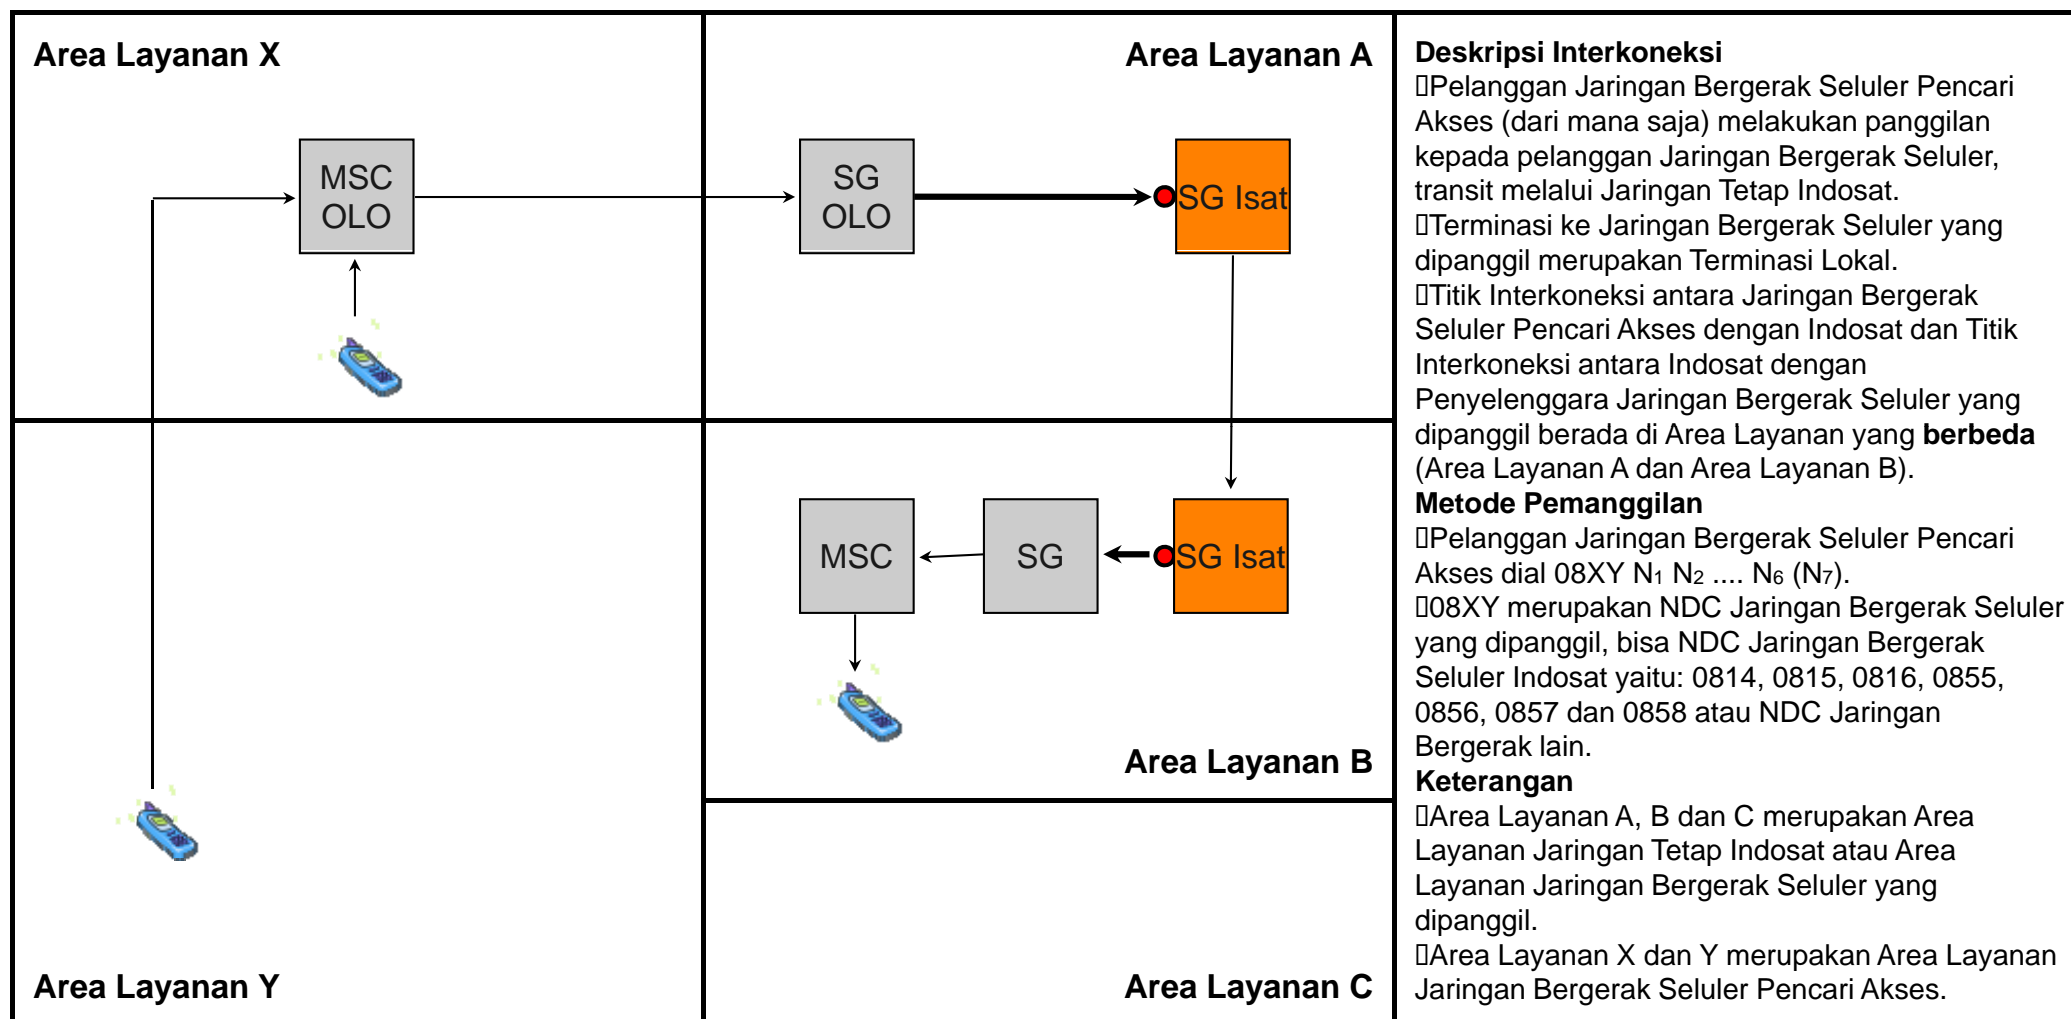 Area Layanan X
Area Layanan A
MSC
OLO
SG
OLO
SG Isat
MSC
SG
SG Isat
Area Layanan B
Area Layanan Y
Area Layanan C
Deskripsi Interkoneksi
Pelanggan Jaringan Bergerak Seluler Pencari
Akses (dari mana saja) melakukan panggilan
kepada pelanggan Jaringan Bergerak Seluler,
transit melalui Jaringan Tetap Indosat.
Terminasi ke Jaringan Bergerak Seluler yang
dipanggil merupakan Terminasi Lokal.
Titik Interkoneksi antara Jaringan Bergerak
Seluler Pencari Akses dengan Indosat dan Titik
Interkoneksi antara Indosat dengan
Penyelenggara Jaringan Bergerak Seluler yang
dipanggil berada di Area Layanan yang berbeda
(Area Layanan A dan Area Layanan B).
Metode Pemanggilan
Pelanggan Jaringan Bergerak Seluler Pencari
Akses dial 08XY N₁ N₂ .... N₆ (N₇).
08XY merupakan NDC Jaringan Bergerak Seluler
yang dipanggil, bisa NDC Jaringan Bergerak
Seluler Indosat yaitu: 0814, 0815, 0816, 0855,
0856, 0857 dan 0858 atau NDC Jaringan
Bergerak lain.
Keterangan
Area Layanan A, B dan C merupakan Area
Layanan Jaringan Tetap Indosat atau Area
Layanan Jaringan Bergerak Seluler yang
dipanggil.
Area Layanan X dan Y merupakan Area Layanan
Jaringan Bergerak Seluler Pencari Akses.